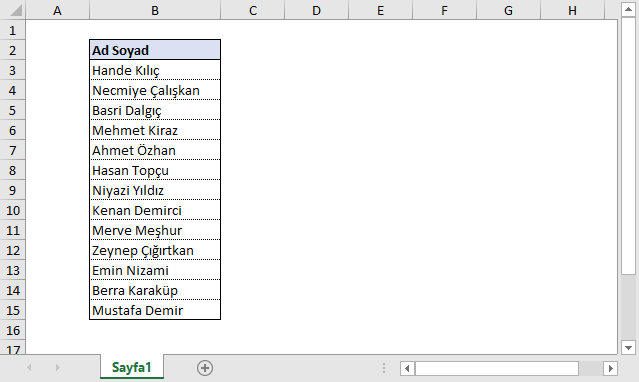 A B C D E F G H
1
2 Ad Soyad
3 Hande Kılıç
4 Necmiye Çalışkan
5 Basri Dalgıç
6 Mehmet Kiraz
7 Ahmet Özhan
8 Hasan Topçu
9 Niyazi Yıldız
10 Kenan Demirci
11 Merve Meşhur
12 Zeynep Çığırtkan
13 Emin Nizami
14 Berra Karaküp
15 Mustafa Demir
16
17
Sayfa1